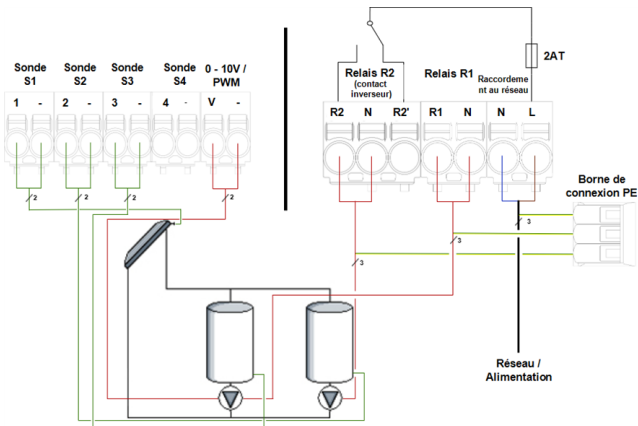 Sonde S1
Sonde S2
Sonde S3
Sonde S4
0 - 10V / PWM
1 - 2 - 3 - 4 - V -
2
2
2
2
Relais R2
(contact
inverseur)
Relais R1
Raccordeme
nt au réseau
2AT
R2 N R2' R1 N N L
3
3
3
Borne de
connexion PE
Réseau /
Alimentation